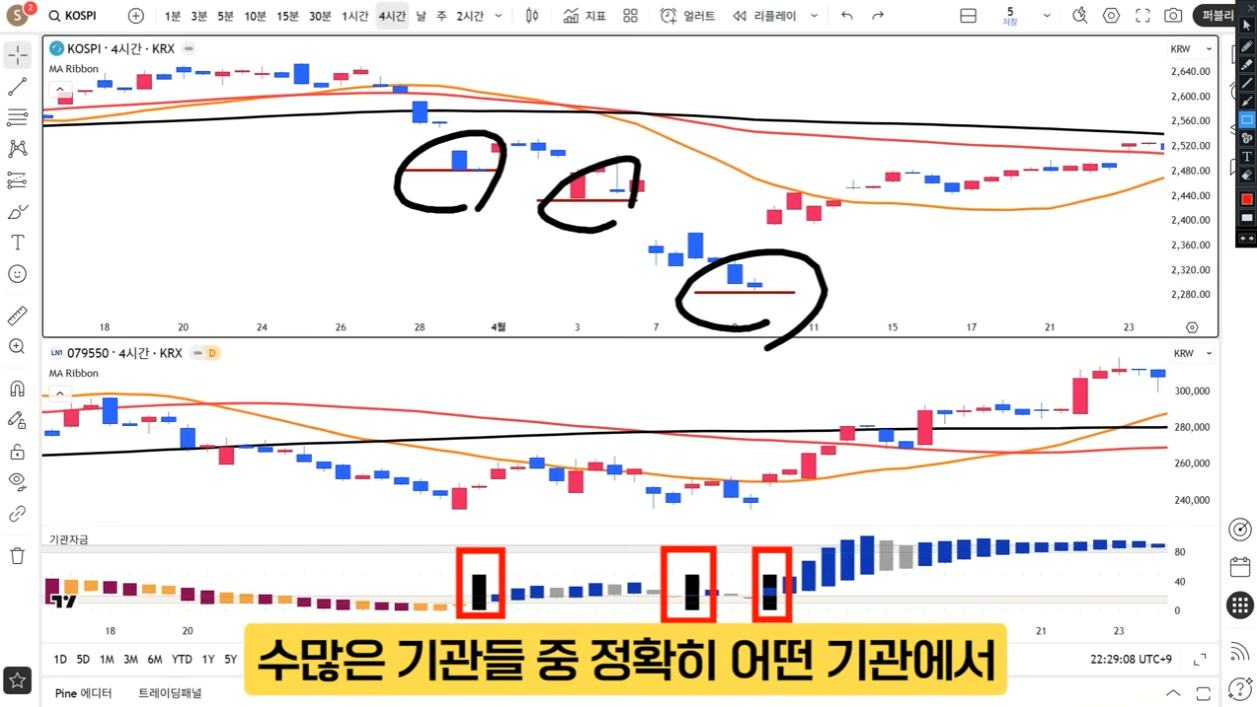 S 2 KOSPI 1분 3분 5분 10분 15분 30분 1시간 4시간 날 주 2시간 지표 얼러트 리플레이 5 저장 퍼블리
KOSPI · 4시간 · KRX
KRW
MA Ribbon
2,640.00
2,600.00
2,560.00
2,520.00
2,480.00
2,440.00
2,400.00
2,360.00
2,320.00
2,280.00
18 20 24 26 28 4월 3 7 9 11 15 17 21 23
LN1 079550 · 4시간 · KRX D
KRW
MA Ribbon
300,000
280,000
260,000
240,000
기관자금
80
40
0
18 20 21 23
수많은 기관들 중 정확히 어떤 기관에서
1D 5D 1M 3M 6M YTD 1Y 5Y 22:29:08 UTC+9
Pine 에디터 트레이딩패널